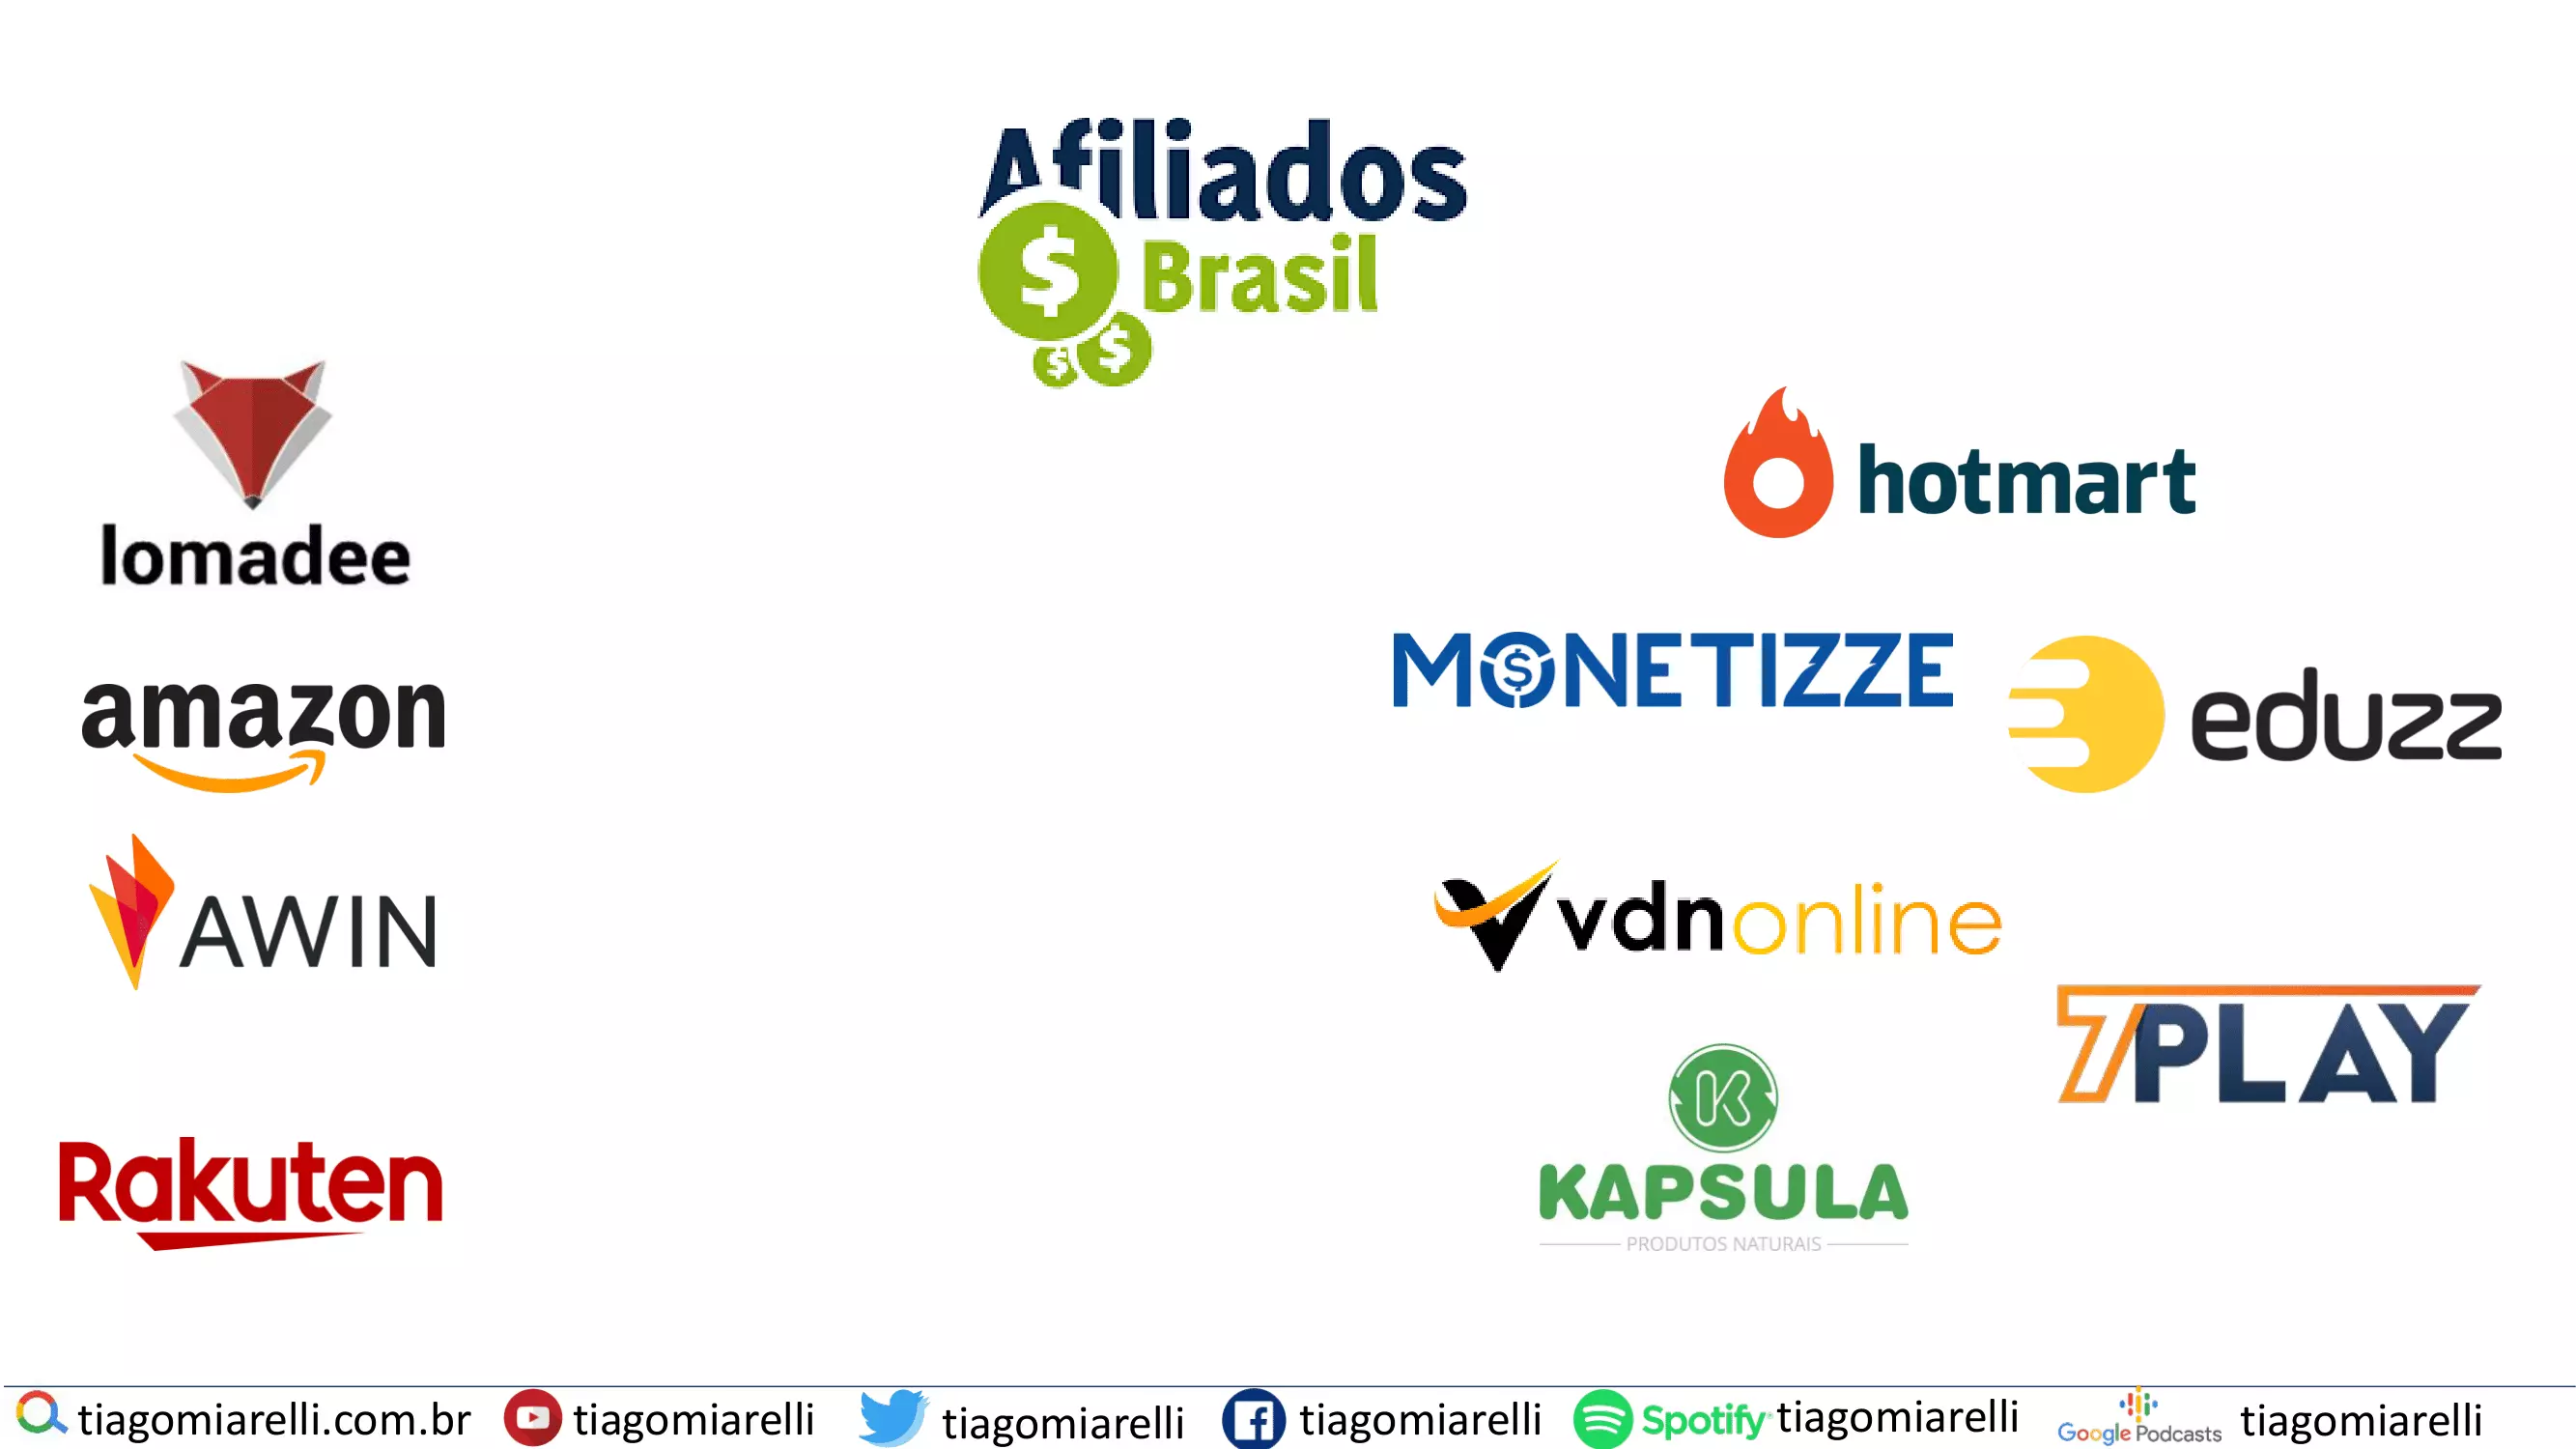 Afiliados
Brasil
lomadee
amazon
AWIN
Rakuten
hotmart
MONETIZZE
eduzz
vdnonline
7PLAY
KAPSULA
PRODUTOS NATURAIS
tiagomiarelli.com.br tiagomiarelli tiagomiarelli tiagomiarelli Spotify tiagomiarelli Google Podcasts tiagomiarelli